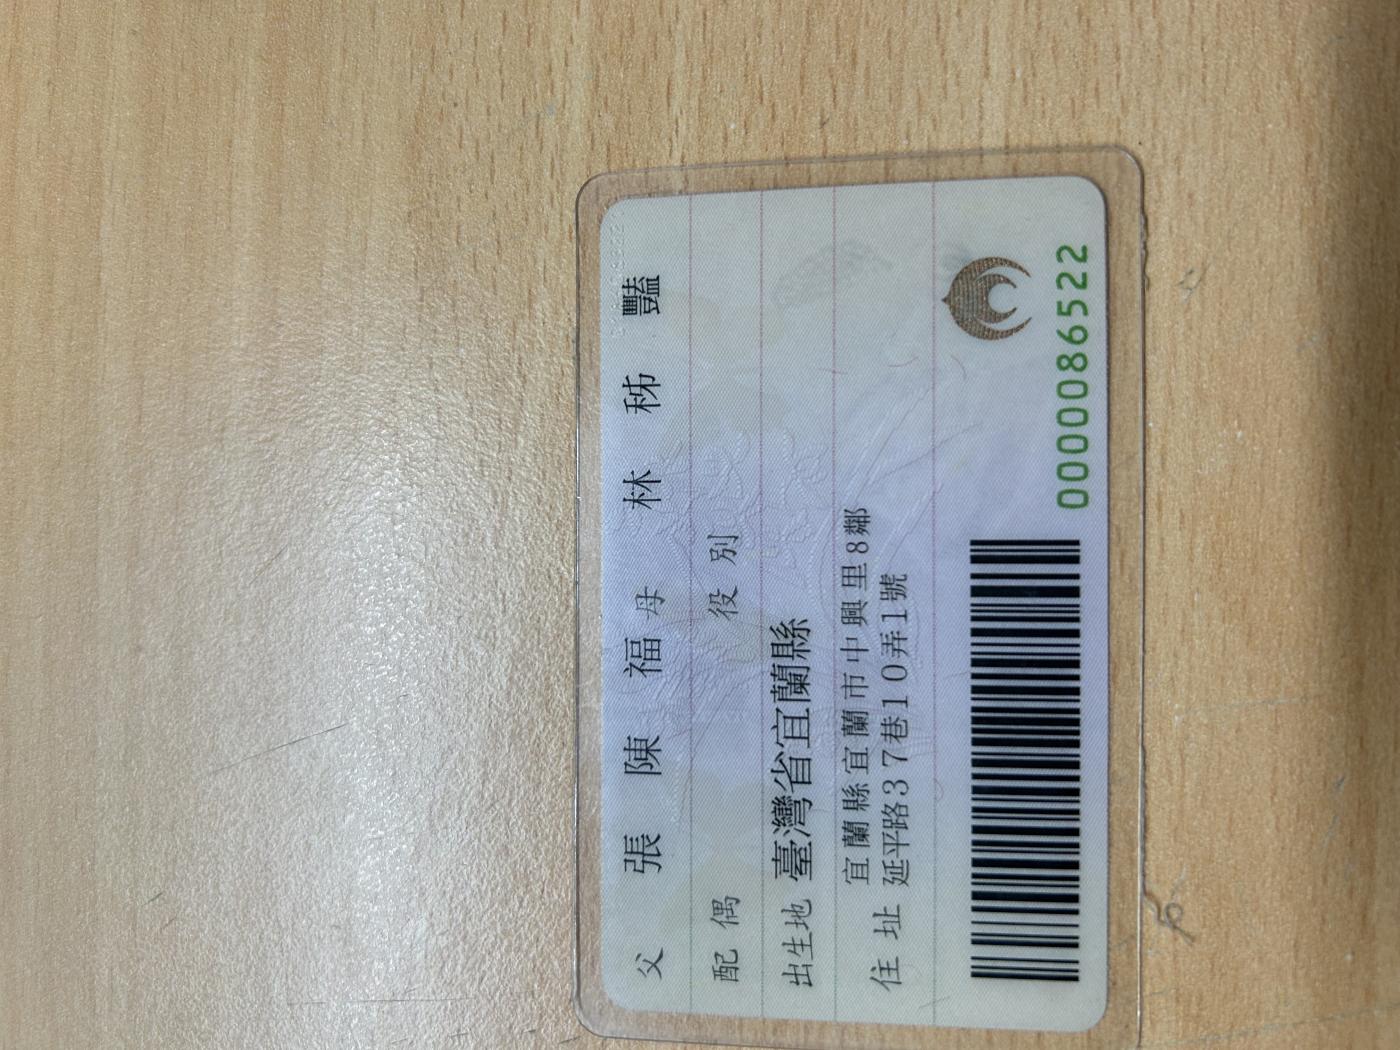 父 張陳福 母 林秭豔
配偶 役別
出生地 臺灣省宜蘭縣
住址 宜蘭縣宜蘭市中興里8鄰
延平路37巷10弄1號
0000086522